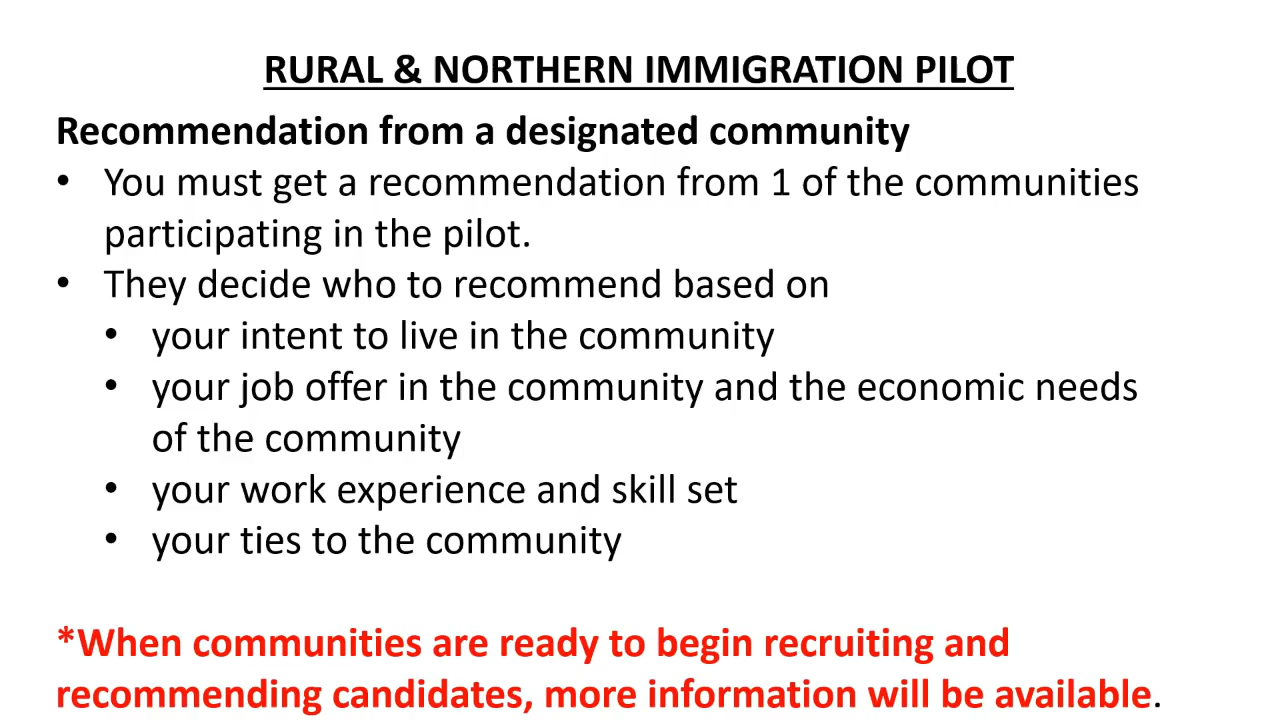 RURAL & NORTHERN IMMIGRATION PILOT
Recommendation from a designated community
• You must get a recommendation from 1 of the communities
participating in the pilot.
• They decide who to recommend based on
• your intent to live in the community
• your job offer in the community and the economic needs
of the community
• your work experience and skill set
• your ties to the community
*When communities are ready to begin recruiting and
recommending candidates, more information will be available.